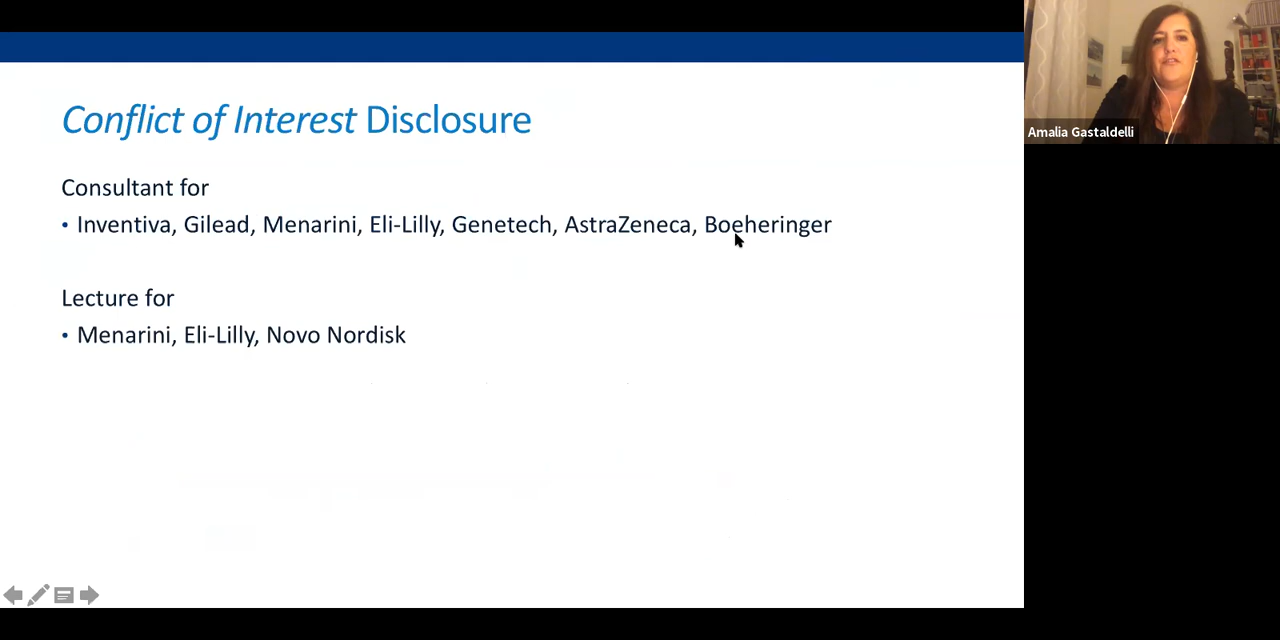 Conflict of Interest Disclosure
Consultant for
• Inventiva, Gilead, Menarini, Eli-Lilly, Genetech, AstraZeneca, Boeheringer
Lecture for
• Menarini, Eli-Lilly, Novo Nordisk
Amalia Gastaldelli